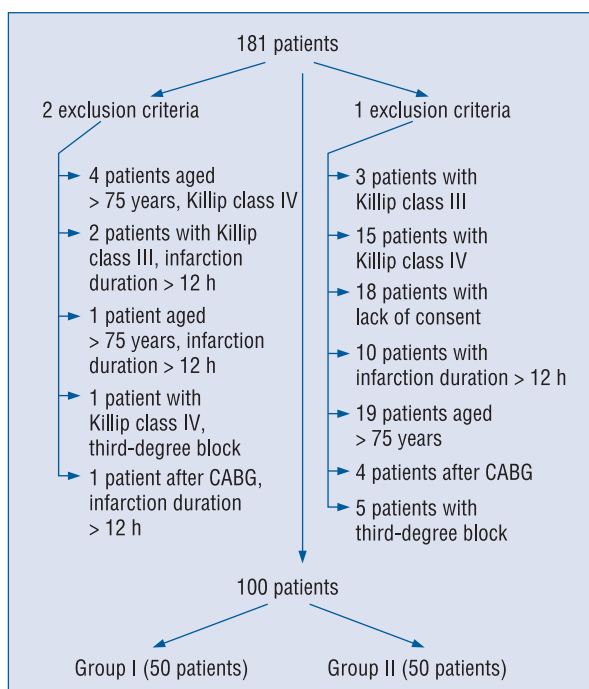 181 patients
2 exclusion criteria
4 patients aged
> 75 years, Killip class IV
2 patients with Killip
class III, infarction
duration > 12 h
1 patient aged
> 75 years, infarction
duration > 12 h
1 patient with
Killip class IV,
third-degree block
1 patient after CABG,
infarction duration
> 12 h
1 exclusion criteria
3 patients with
Killip class III
15 patients with
Killip class IV
18 patients with
lack of consent
10 patients with
infarction duration > 12 h
19 patients aged
> 75 years
4 patients after CABG
5 patients with
third-degree block
100 patients
Group I (50 patients)
Group II (50 patients)